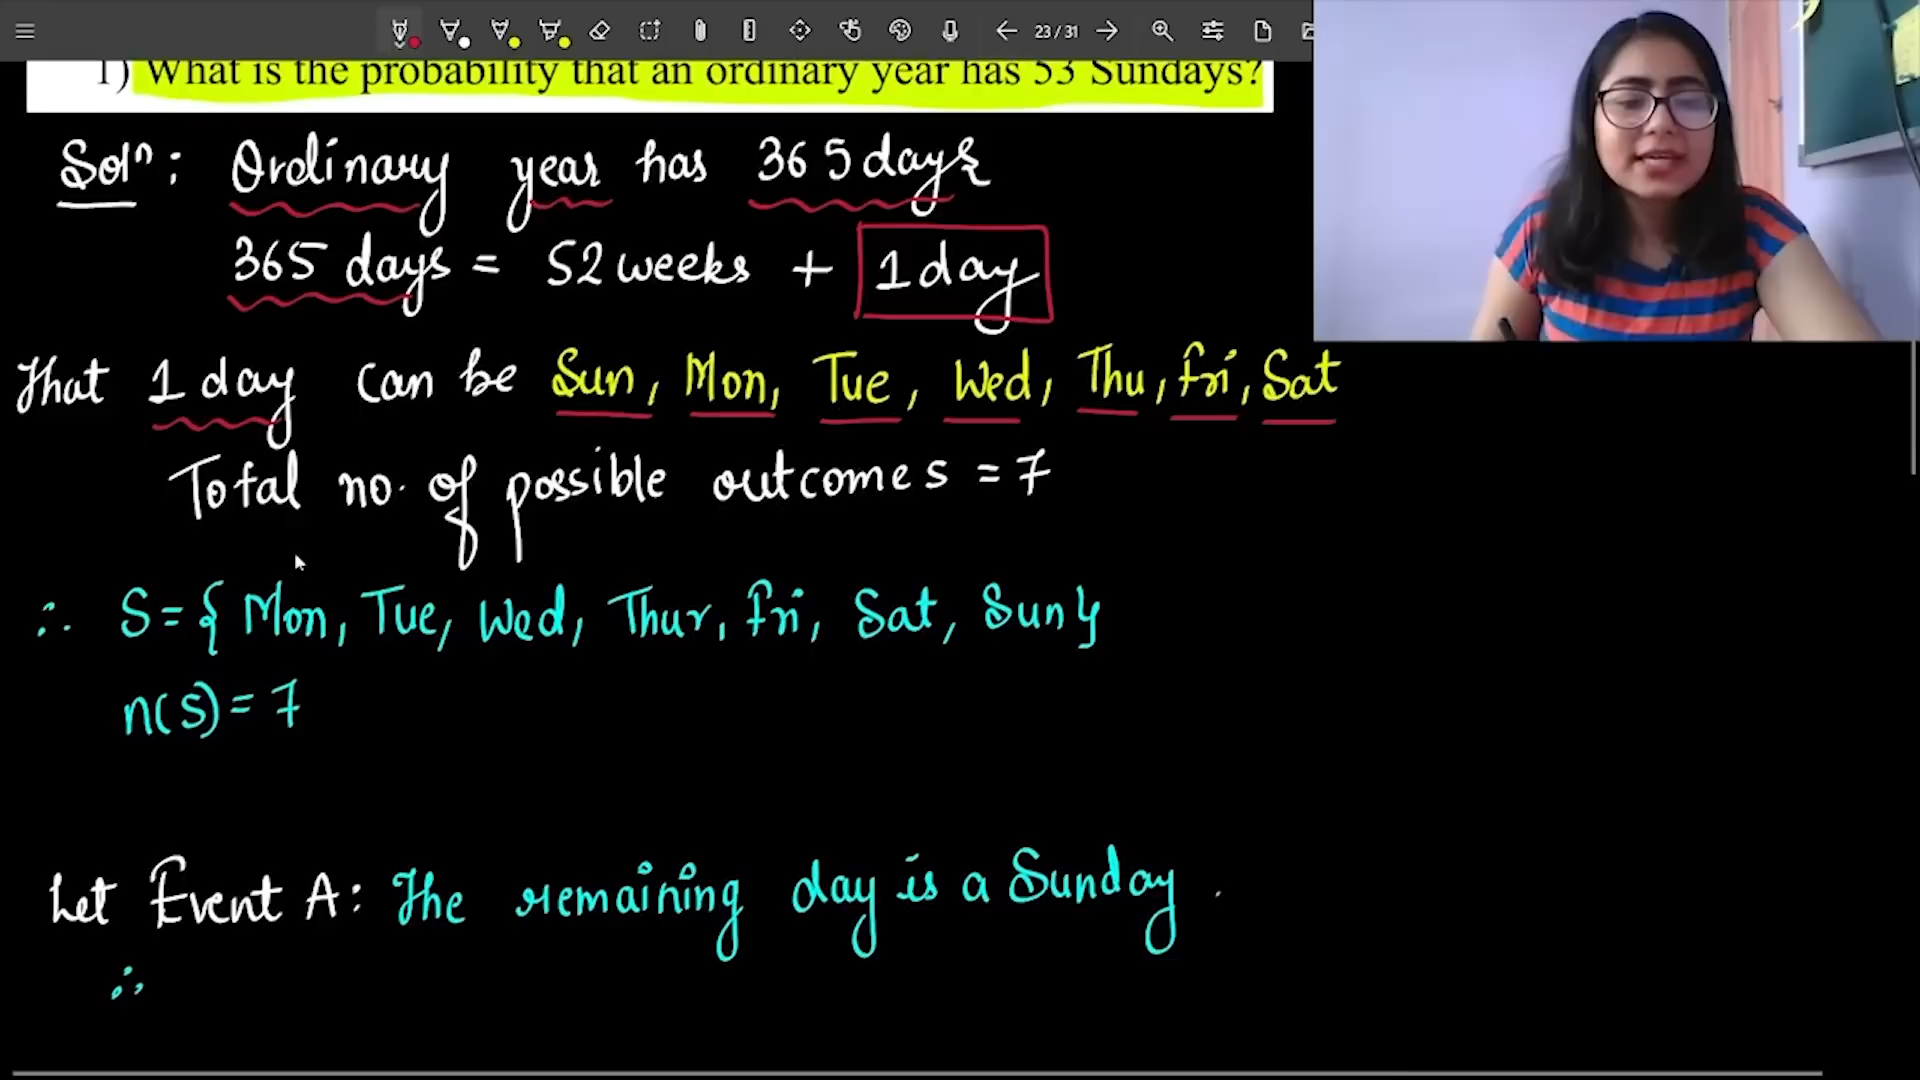 23/31
1) What is the probability that an ordinary year has 53 Sundays?
Solⁿ: Ordinary year has 365 days
365 days = 52 weeks + 1 day
That 1 day can be Sun, Mon, Tue, Wed, Thu, Fri, Sat
Total no. of possible outcomes = 7
∴ S = { Mon, Tue, Wed, Thur, Fri, Sat, Sun}
n(S) = 7
Let Event A: The remaining day is a Sunday.
∴